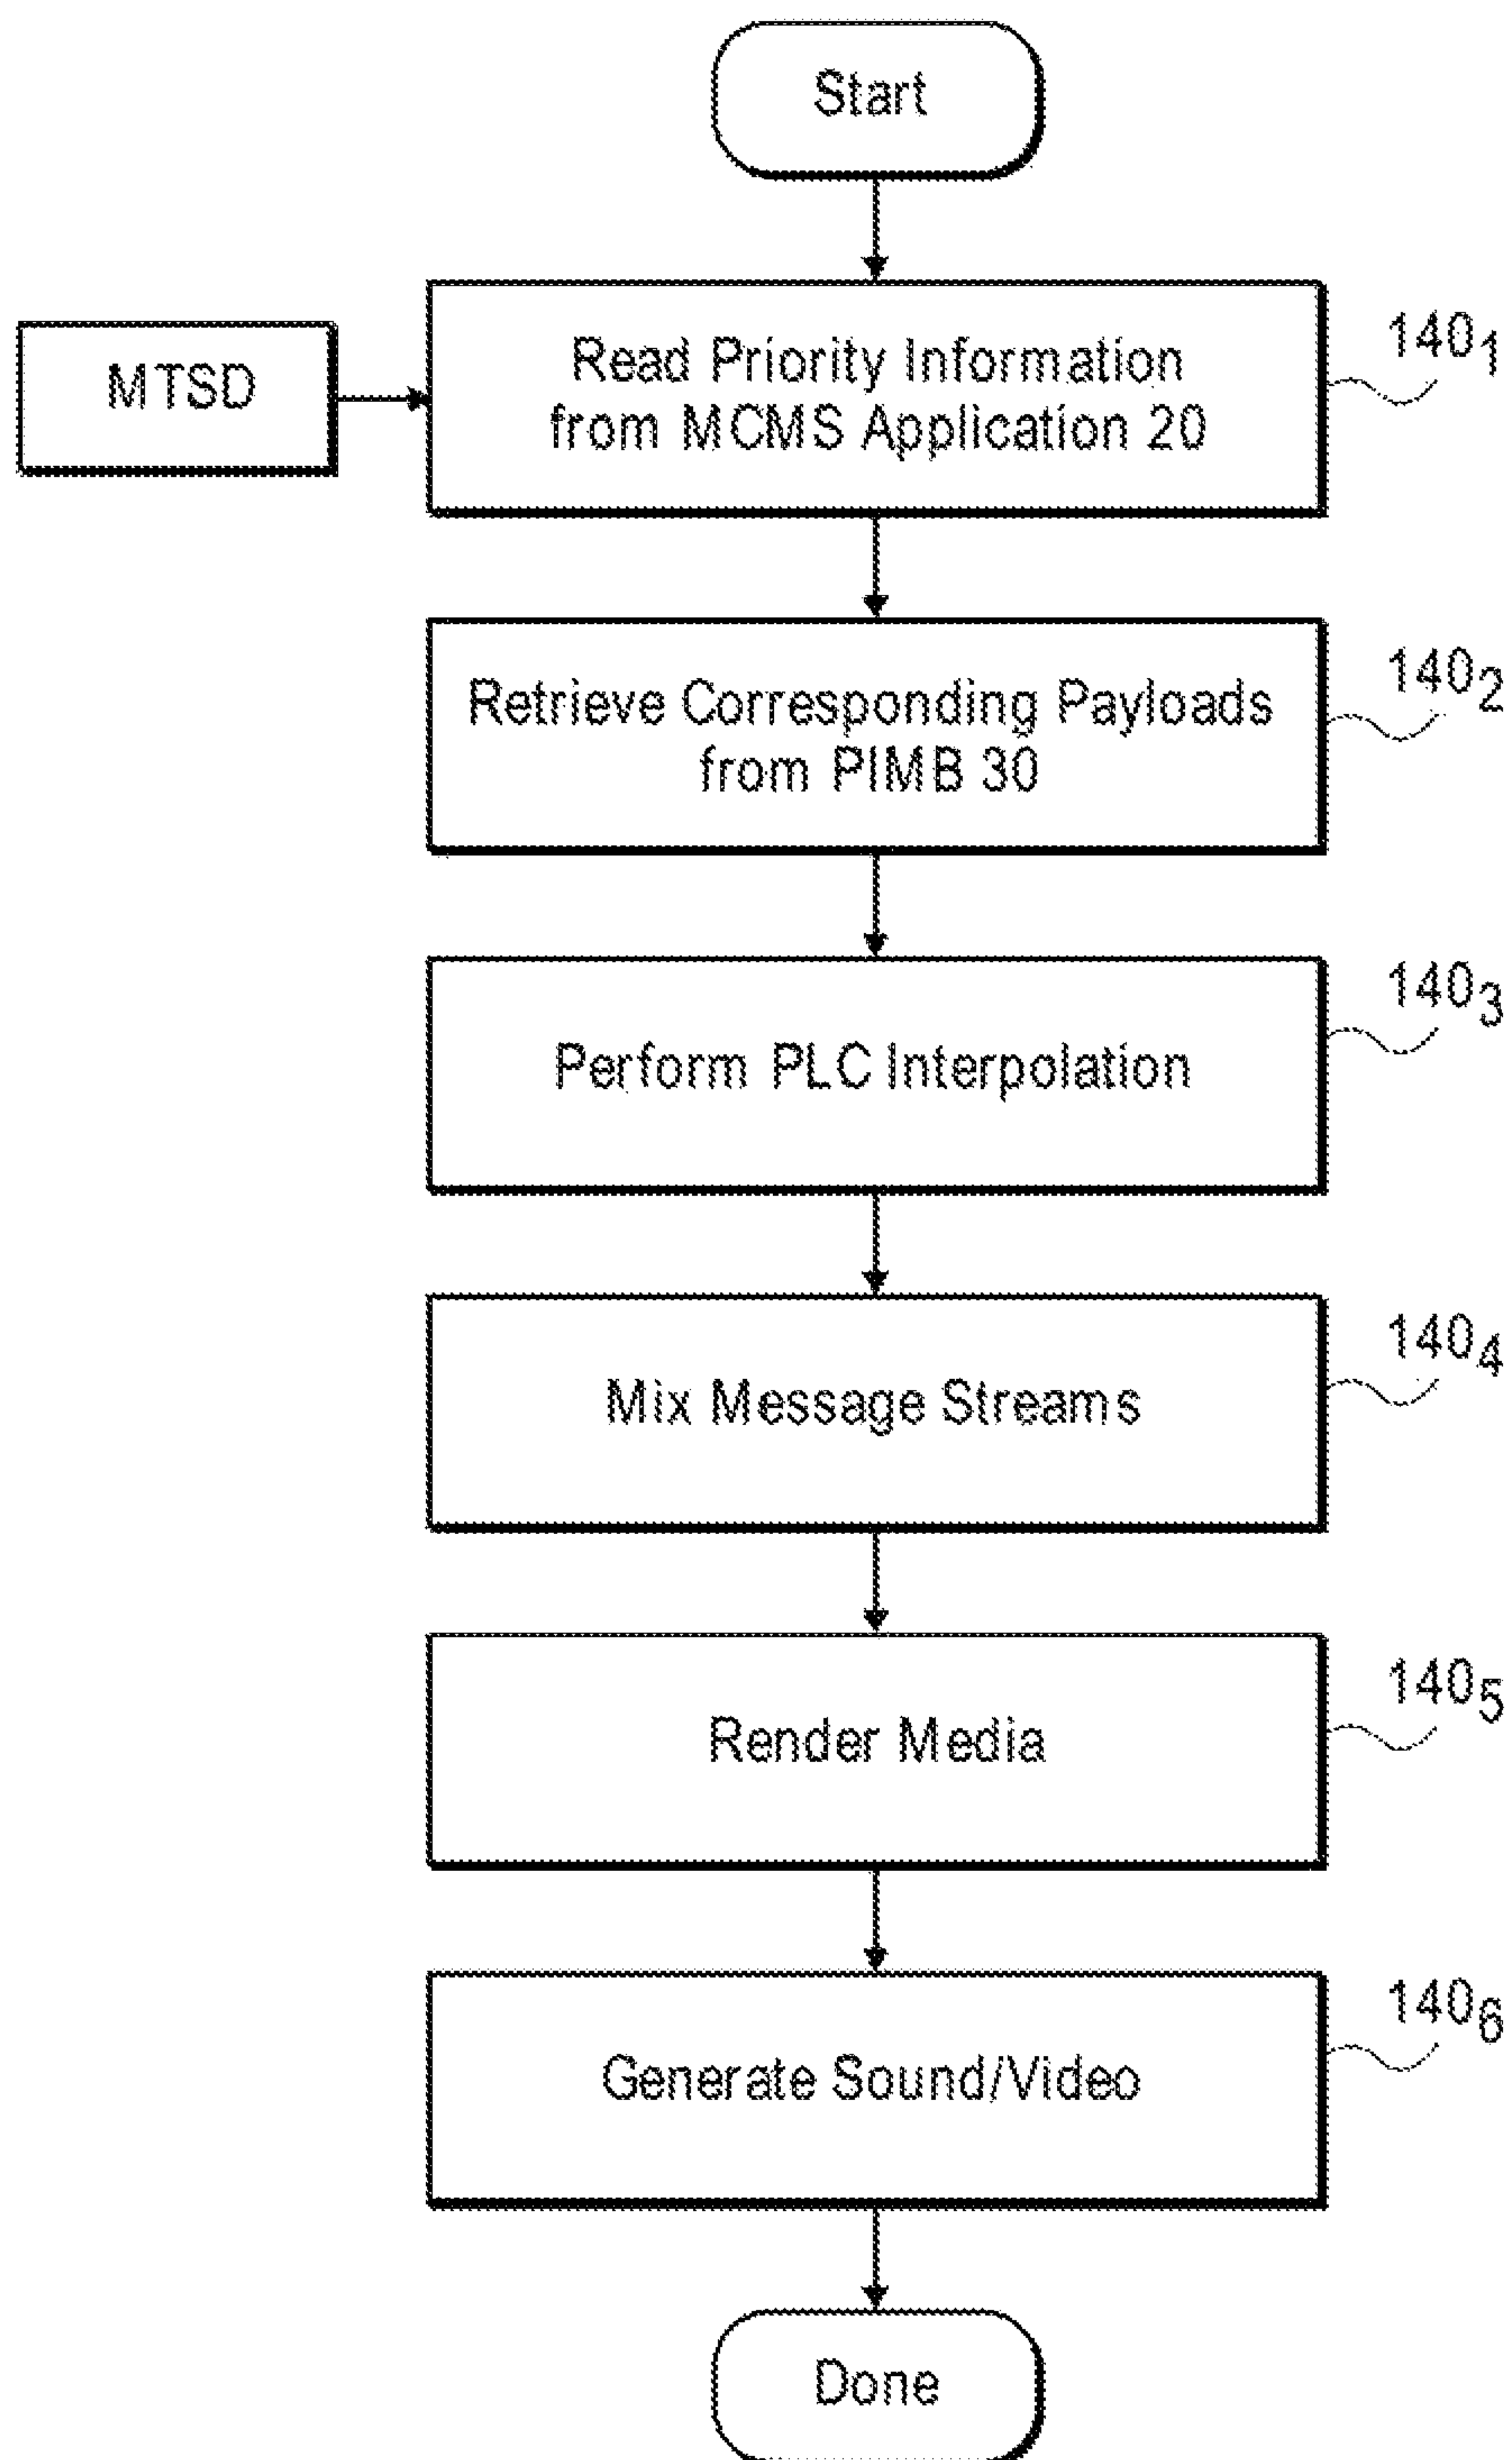 Start
MTSD
Read Priority Information
from MCMS Application 20
140₁
Retrieve Corresponding Payloads
from PIMB 30
140₂
Perform PLC Interpolation
140₃
Mix Message Streams
140₄
Render Media
140₅
Generate Sound/Video
140₆
Done